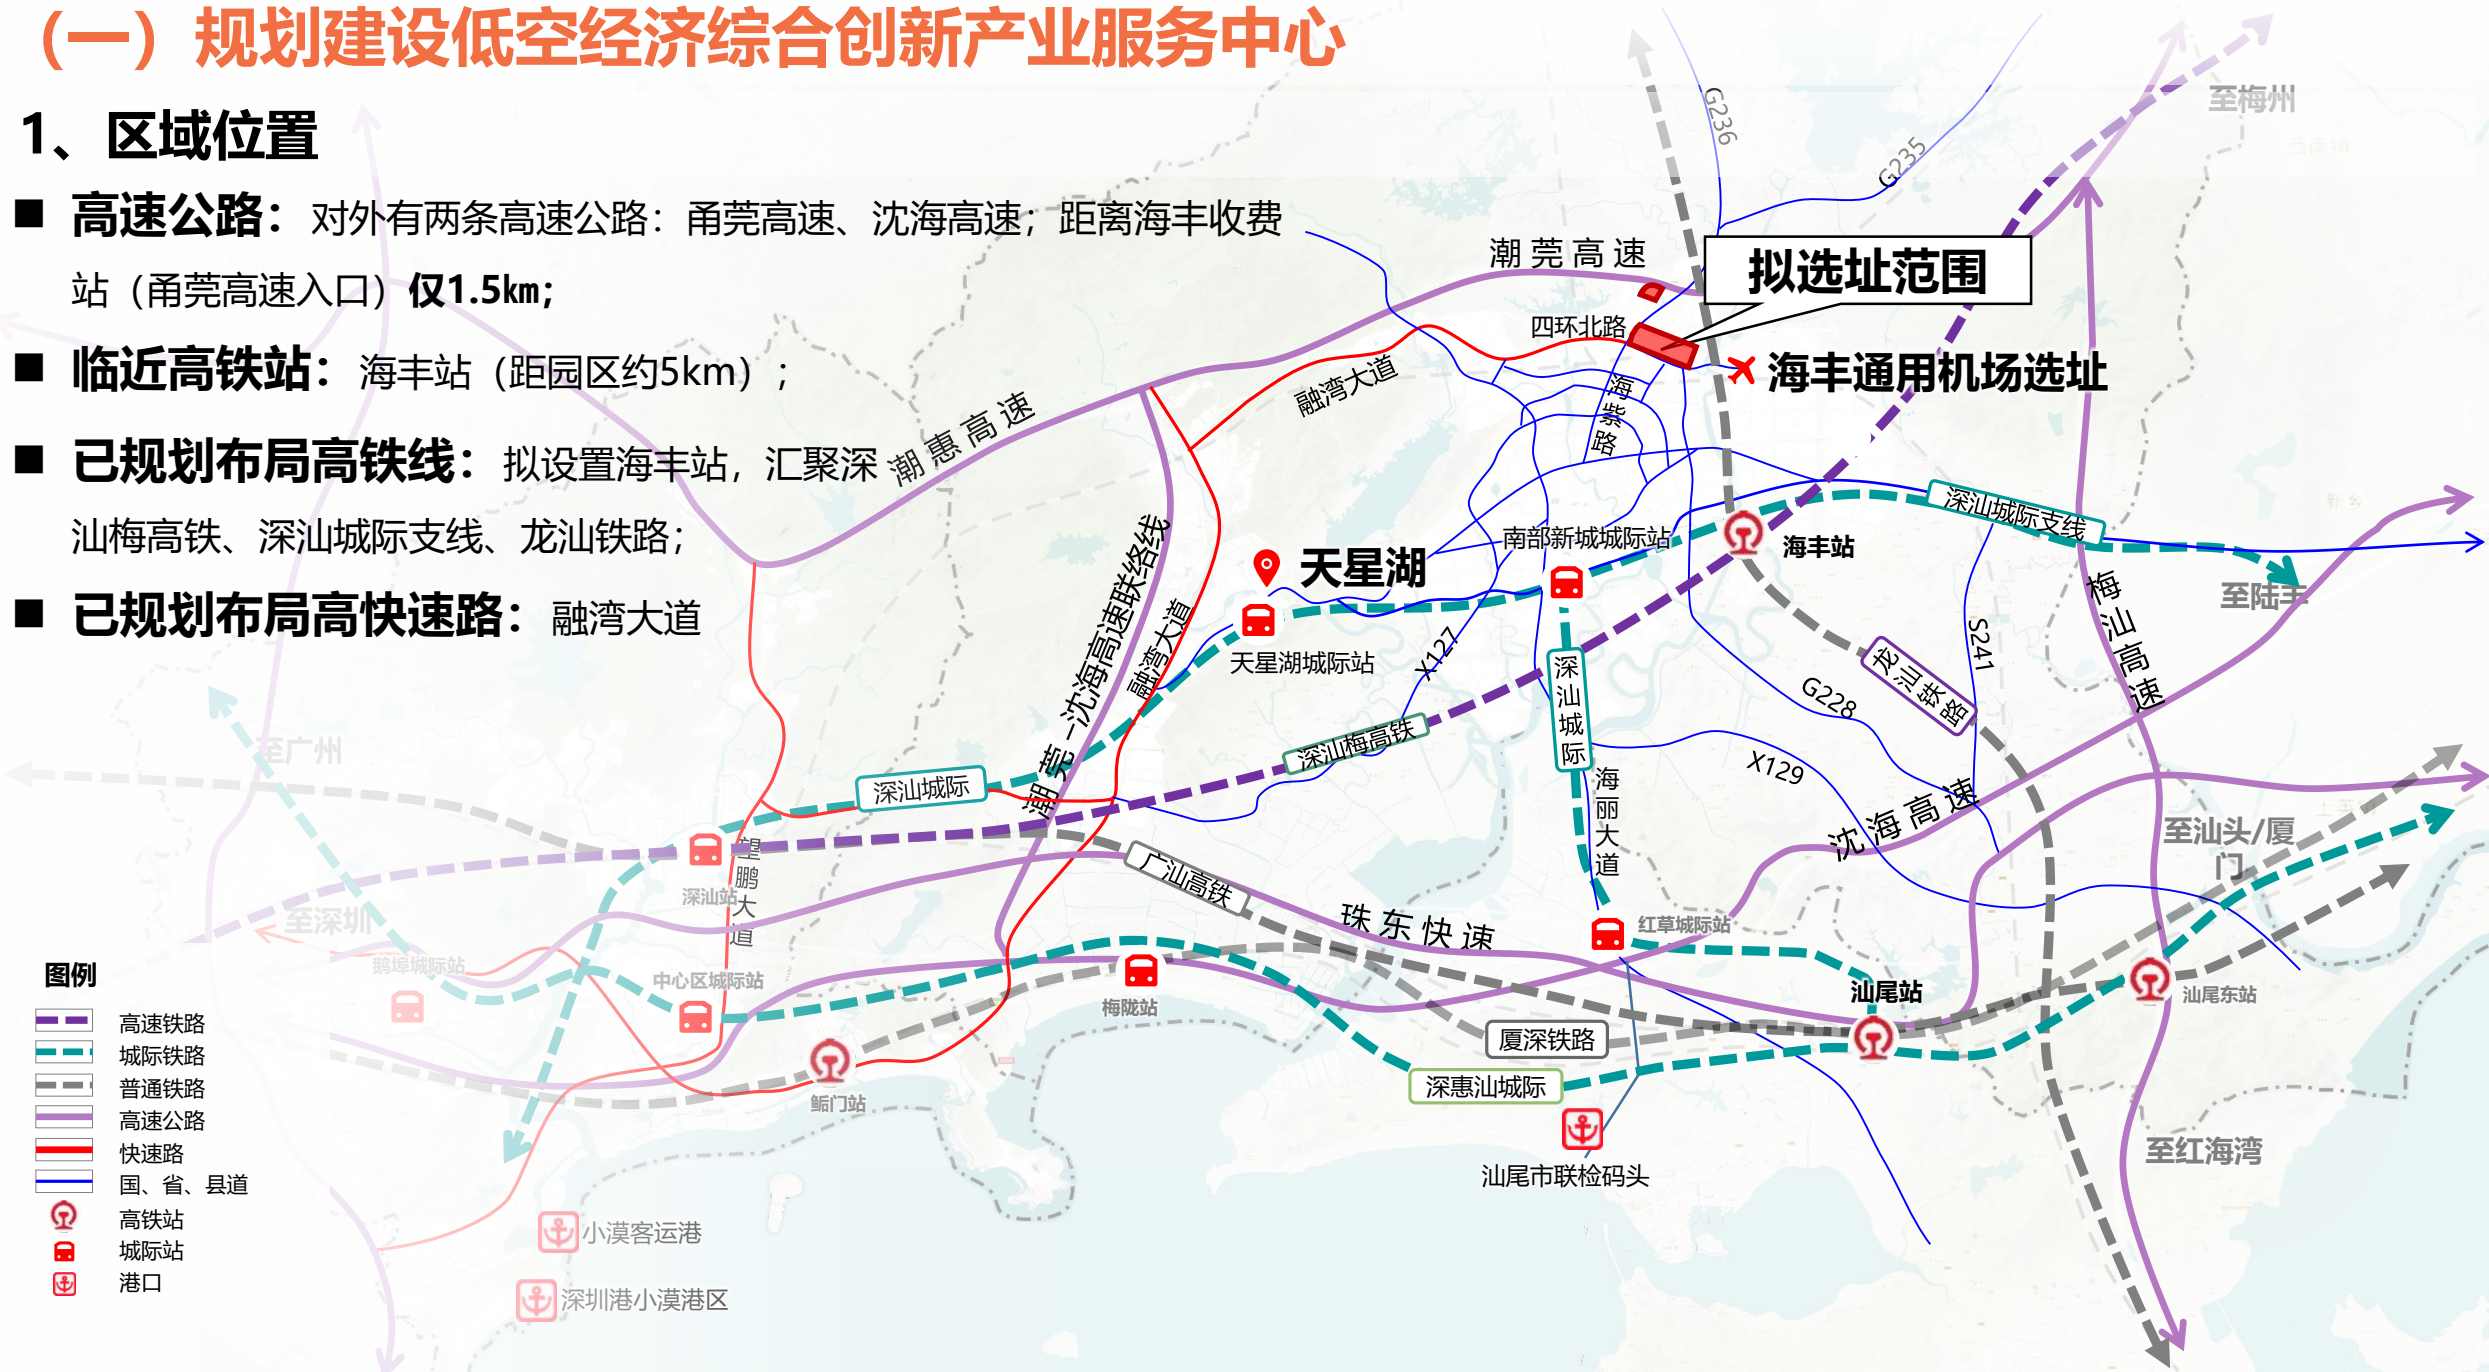 （一）规划建设低空经济综合创新产业服务中心
1、区域位置
■ 高速公路：对外有两条高速公路：甬莞高速、沈海高速；距离海丰收费
站（甬莞高速入口）仅1.5km；
■ 临近高铁站：海丰站（距园区约5km）；
■ 已规划布局高铁线：拟设置海丰站，汇聚深
汕梅高铁、深汕城际支线、龙汕铁路；
■ 已规划布局高快速路：融湾大道
至梅州
G236
G235
潮莞高速
拟选址范围
四环北路
海丰通用机场选址
融湾大道
海紫路
潮惠高速
深汕城际支线
南部新城城际站
海丰站
天星湖
至陆丰
梅汕高速
潮莞-沈海高速联络线
融湾大道
天星湖城际站
X127
深汕城际
S241
龙汕铁路
G228
深汕梅高铁
至广州
深汕城际
X129
海丽大道
沈海高速
至汕头/厦
门
望鹏大道
深汕站
广汕高铁
珠东快速
红草城际站
至深圳
鹅埠城际站
中心区城际站
梅陇站
汕尾站
汕尾东站
厦深铁路
深惠汕城际
鲘门站
汕尾市联检码头
至红海湾
小漠客运港
深圳港小漠港区
西南镇
新乡
图例
高速铁路
城际铁路
普通铁路
高速公路
快速路
国、省、县道
高铁站
城际站
港口